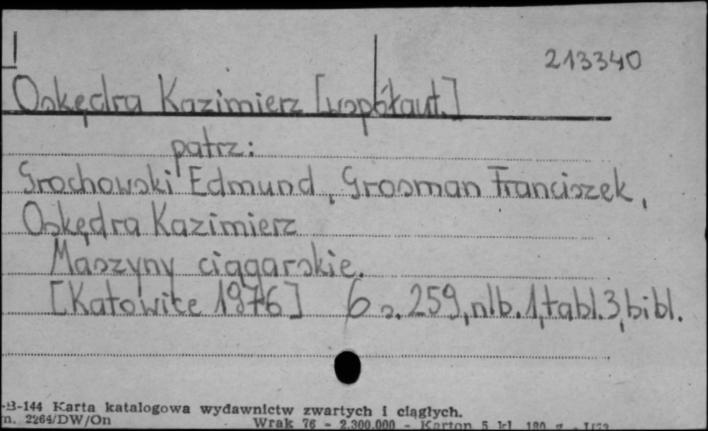 I
213340
Oskędra Kazimierz [współaut.]
patrz:
Grochowski Edmund, Grosman Franciszek,
Oskędra Kazimierz
Maszyny ciągarskie.
[Katowice 1976] 6 s. 259, nlb. 1, tabl. 3, bibl.
-B-144 Karta katalogowa wydawnictw zwartych i ciągłych.
m. 2264/DW/On Wrak 76 - 2.300.000 - Karton 5 kl. 180